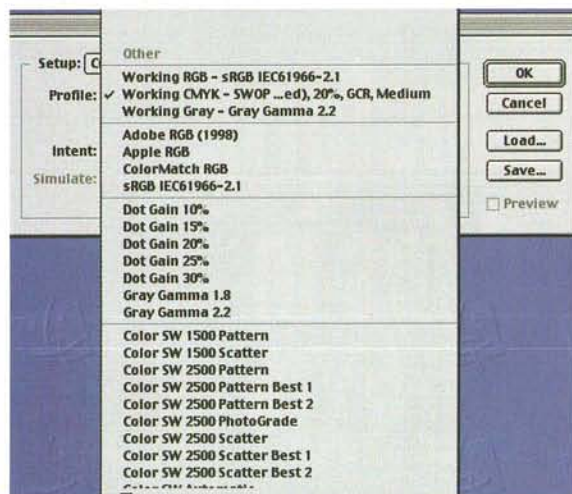 Other
Setup: C
Working RGB - sRGB IEC61966-2.1
OK
Profile: ✓ Working CMYK - SWOP ...ed), 20%, GCR, Medium
Working Gray - Gray Gamma 2.2
Cancel
Adobe RGB (1998)
Load...
Intent: Apple RGB
ColorMatch RGB
Save...
Simulate: sRGB IEC61966-2.1
Preview
Dot Gain 10%
Dot Gain 15%
Dot Gain 20%
Dot Gain 25%
Dot Gain 30%
Gray Gamma 1.8
Gray Gamma 2.2
Color SW 1500 Pattern
Color SW 1500 Scatter
Color SW 2500 Pattern
Color SW 2500 Pattern Best 1
Color SW 2500 Pattern Best 2
Color SW 2500 PhotoGrade
Color SW 2500 Scatter
Color SW 2500 Scatter Best 1
Color SW 2500 Scatter Best 2